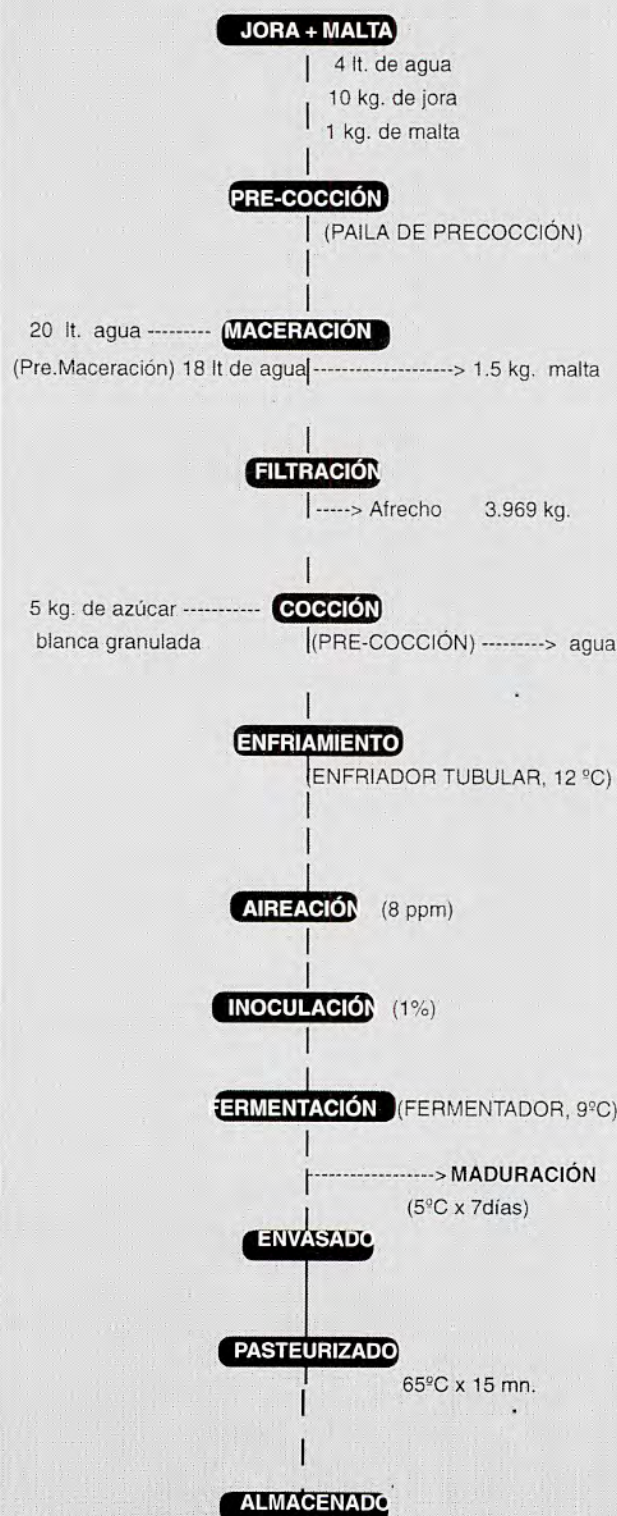 JORA + MALTA
4 lt. de agua
10 kg. de jora
1 kg. de malta
PRE-COCCIÓN
(PAILA DE PRECOCCIÓN)
20 lt. agua --------- MACERACIÓN
(Pre.Maceración) 18 lt de agua --------------------> 1.5 kg. malta
FILTRACIÓN
-----> Afrecho 3.969 kg.
5 kg. de azúcar ----------- COCCIÓN
blanca granulada (PRE-COCCIÓN) ---------> agua
ENFRIAMIENTO
(ENFRIADOR TUBULAR, 12 ºC)
AIREACIÓN (8 ppm)
INOCULACIÓN (1%)
FERMENTACIÓN (FERMENTADOR, 9ºC)
------------------> MADURACIÓN
(5ºC x 7días)
ENVASADO
PASTEURIZADO
65ºC x 15 mn.
ALMACENADO